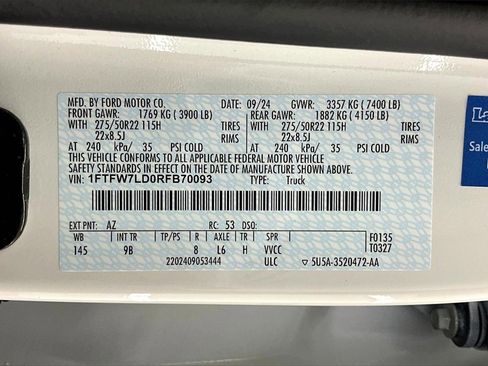 MFD. BY FORD MOTOR CO. DATE: 09/24 GVWR: 3357 KG ( 7400 LB)
FRONT GAWR: 1769 KG ( 3900 LB) REAR GAWR: 1882 KG ( 4150 LB)
WITH 275/50R22 115H TIRES WITH 275/50R22 115H TIRES
22x8.5J RIMS 22x8.5J RIMS
AT 240 kPa/ 35 PSI COLD AT 240 kPa/ 35 PSI COLD
THIS VEHICLE CONFORMS TO ALL APPLICABLE FEDERAL MOTOR VEHICLE
SAFETY STANDARDS IN EFFECT ON THE DATE OF MANUFACTURE SHOWN ABOVE.
VIN: 1FTFW7LD0RFB70093 TYPE: Truck
EXT PNT: AZ RC: 53 DSO:
WB INT TR TP/PS R AXLE TR SPR F0135
145 9B 8 L6 H VVCC T0327
2202409053444 ULC ▽ 5U5A-3520472-AA
Sale